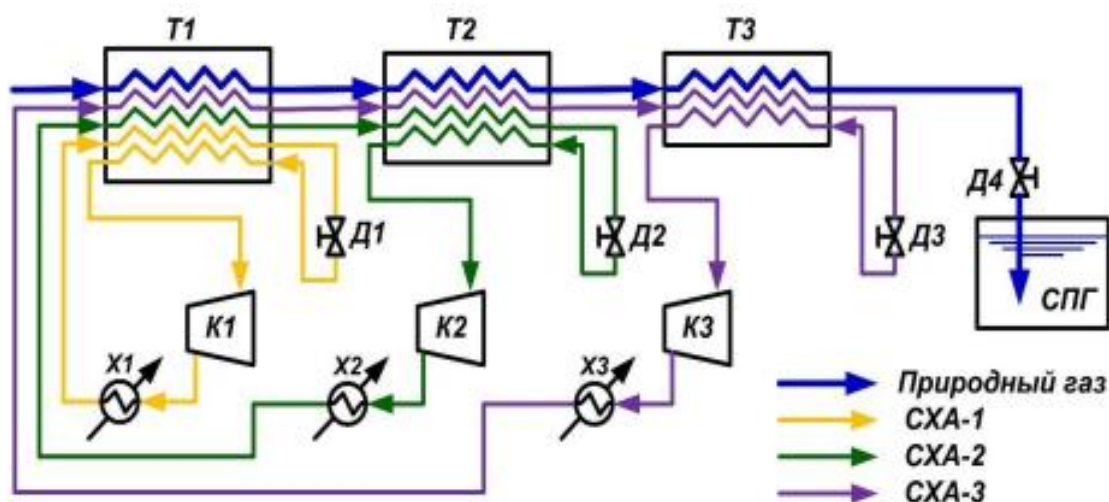 Т1 Т2 Т3
Д4
Д1 Д2 Д3
СПГ
К1 К2 К3
Х1 Х2 Х3
Природный газ
СХА-1
СХА-2
СХА-3